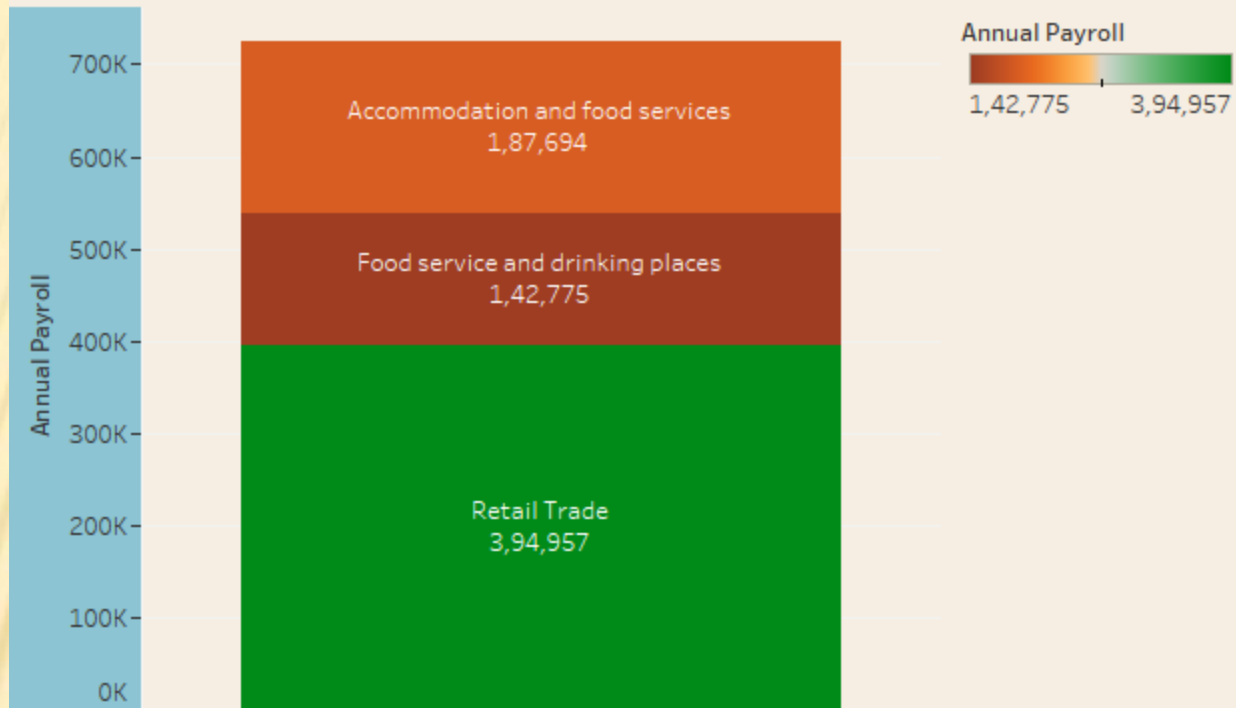 Annual Payroll
700K
600K
500K
400K
300K
200K
100K
0K
Accommodation and food services
1,87,694
Food service and drinking places
1,42,775
Retail Trade
3,94,957
Annual Payroll
1,42,775 3,94,957